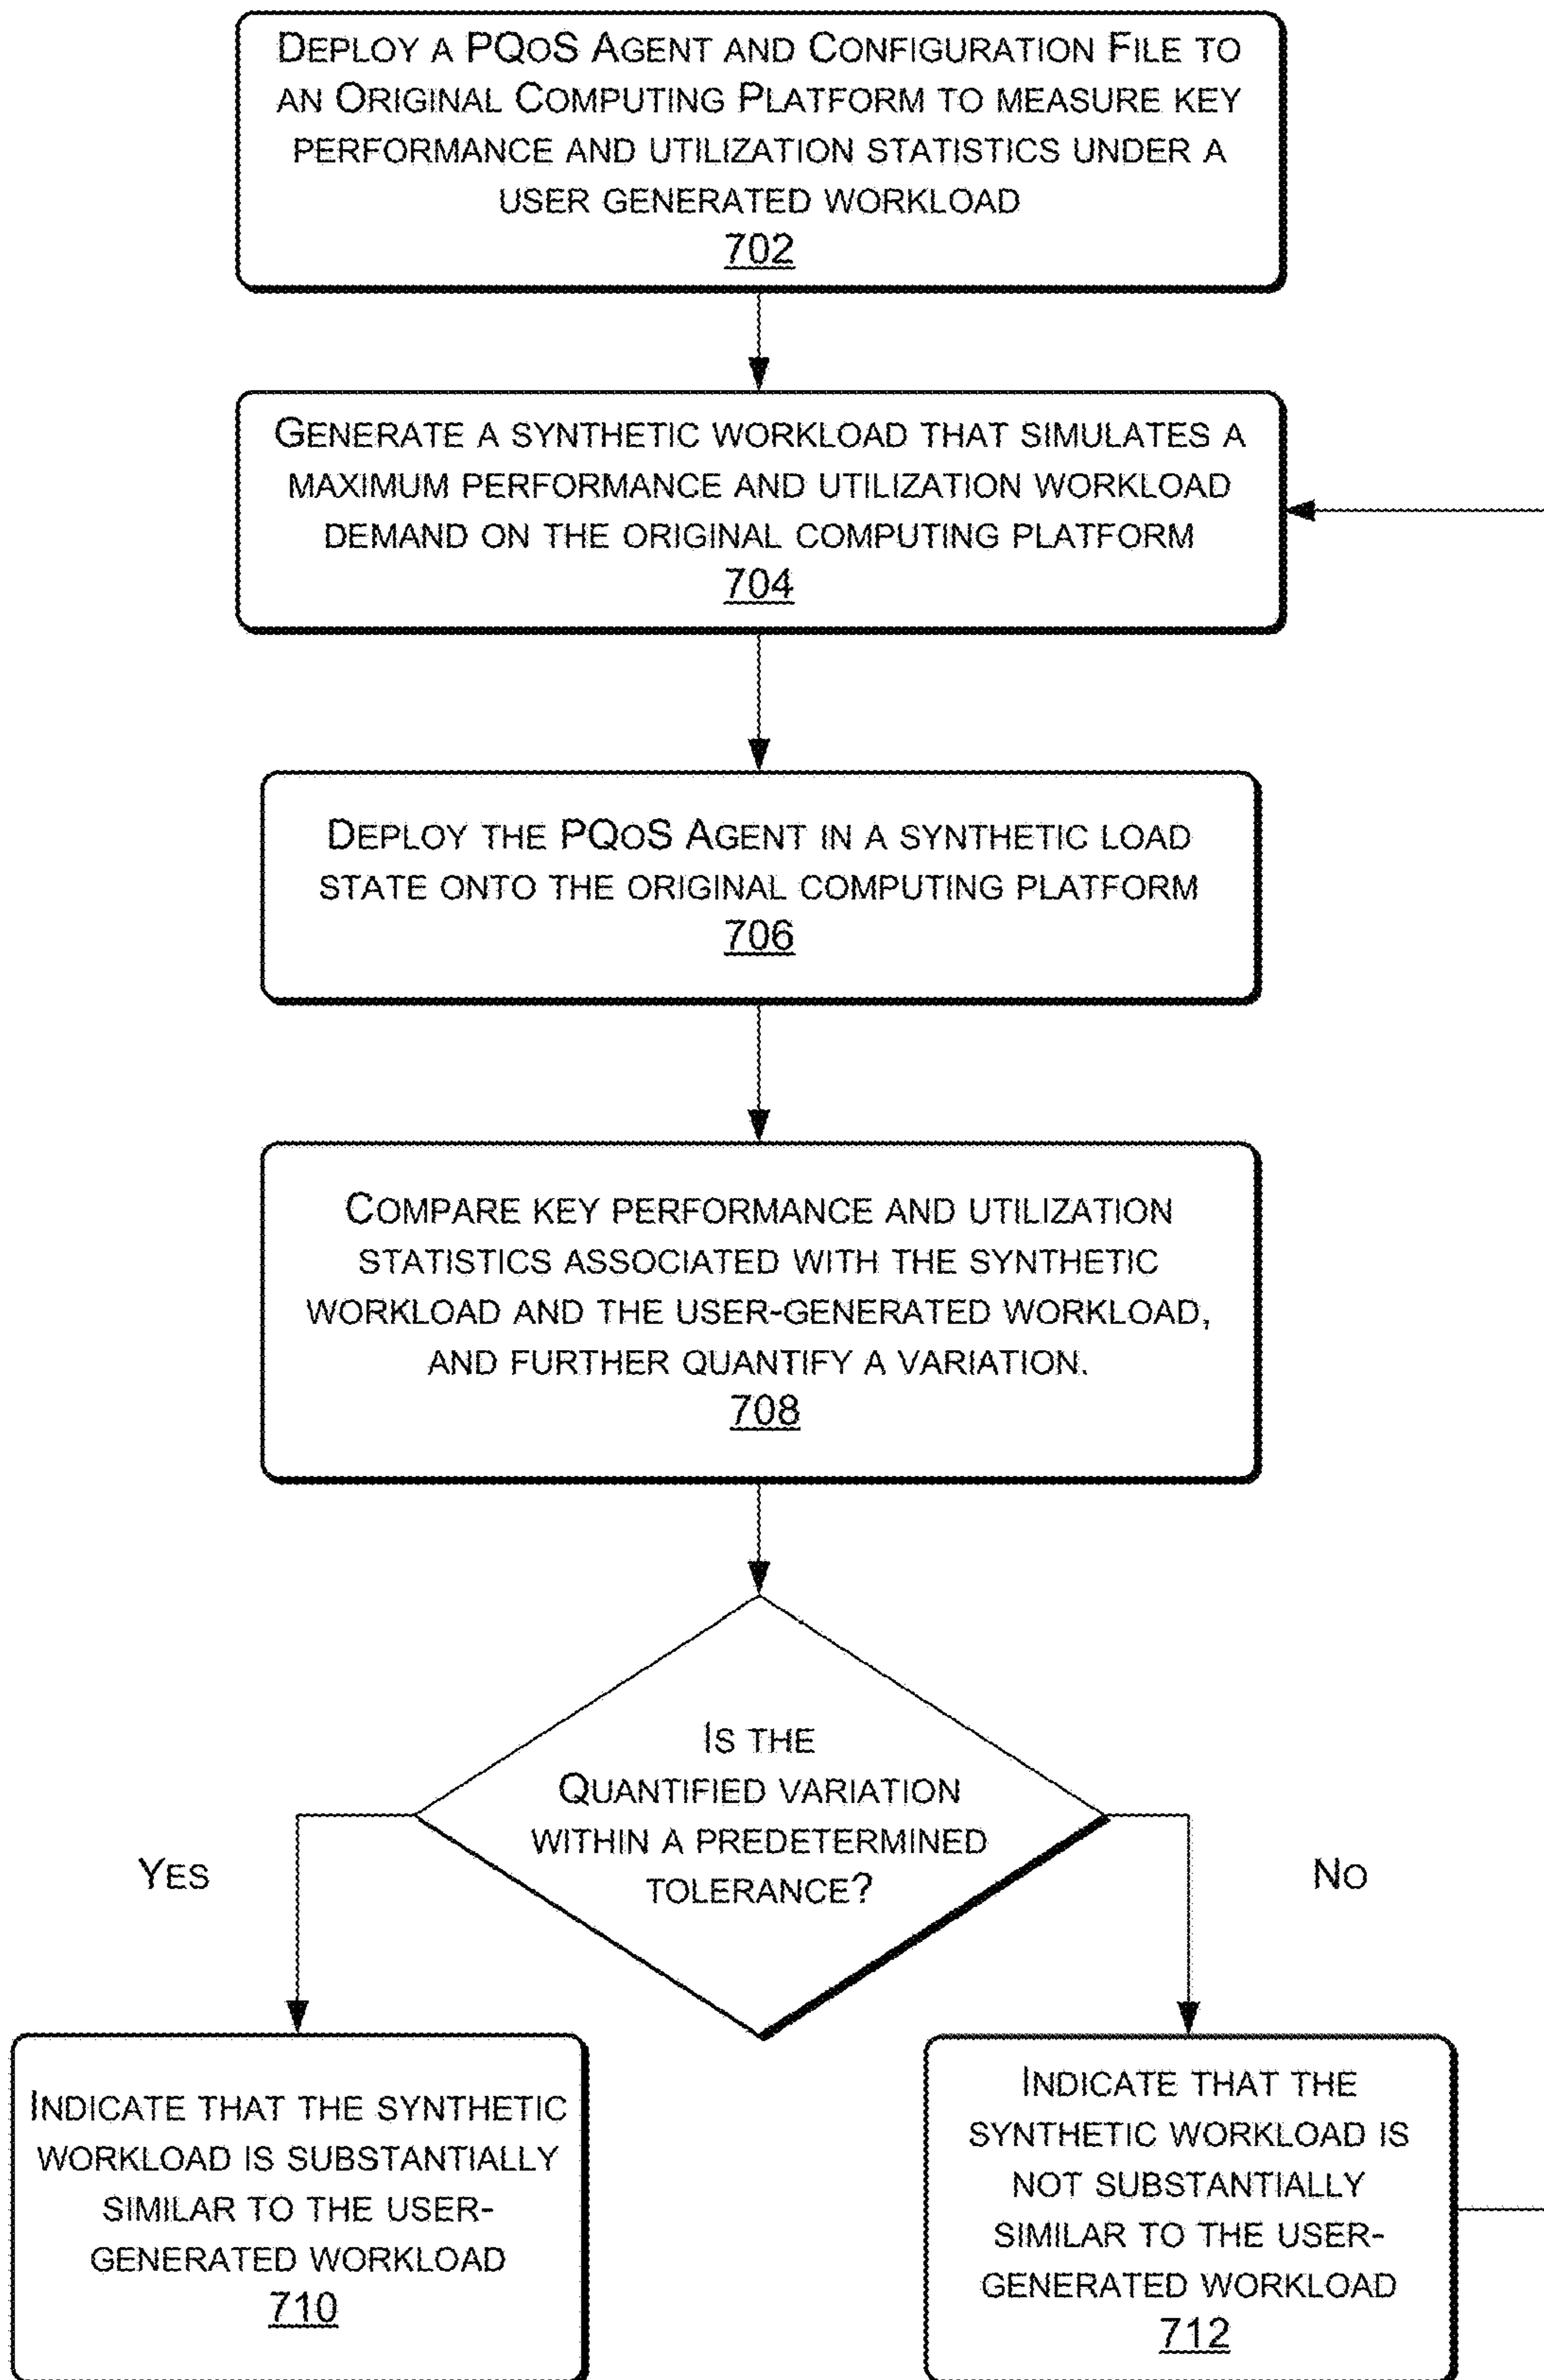 DEPLOY A PQOS AGENT AND CONFIGURATION FILE TO
AN ORIGINAL COMPUTING PLATFORM TO MEASURE KEY
PERFORMANCE AND UTILIZATION STATISTICS UNDER A
USER GENERATED WORKLOAD
702
GENERATE A SYNTHETIC WORKLOAD THAT SIMULATES A
MAXIMUM PERFORMANCE AND UTILIZATION WORKLOAD
DEMAND ON THE ORIGINAL COMPUTING PLATFORM
704
DEPLOY THE PQOS AGENT IN A SYNTHETIC LOAD
STATE ONTO THE ORIGINAL COMPUTING PLATFORM
706
COMPARE KEY PERFORMANCE AND UTILIZATION
STATISTICS ASSOCIATED WITH THE SYNTHETIC
WORKLOAD AND THE USER-GENERATED WORKLOAD,
AND FURTHER QUANTIFY A VARIATION.
708
IS THE
QUANTIFIED VARIATION
WITHIN A PREDETERMINED
TOLERANCE?
YES
NO
INDICATE THAT THE SYNTHETIC
WORKLOAD IS SUBSTANTIALLY
SIMILAR TO THE USER-
GENERATED WORKLOAD
710
INDICATE THAT THE
SYNTHETIC WORKLOAD IS
NOT SUBSTANTIALLY
SIMILAR TO THE USER-
GENERATED WORKLOAD
712